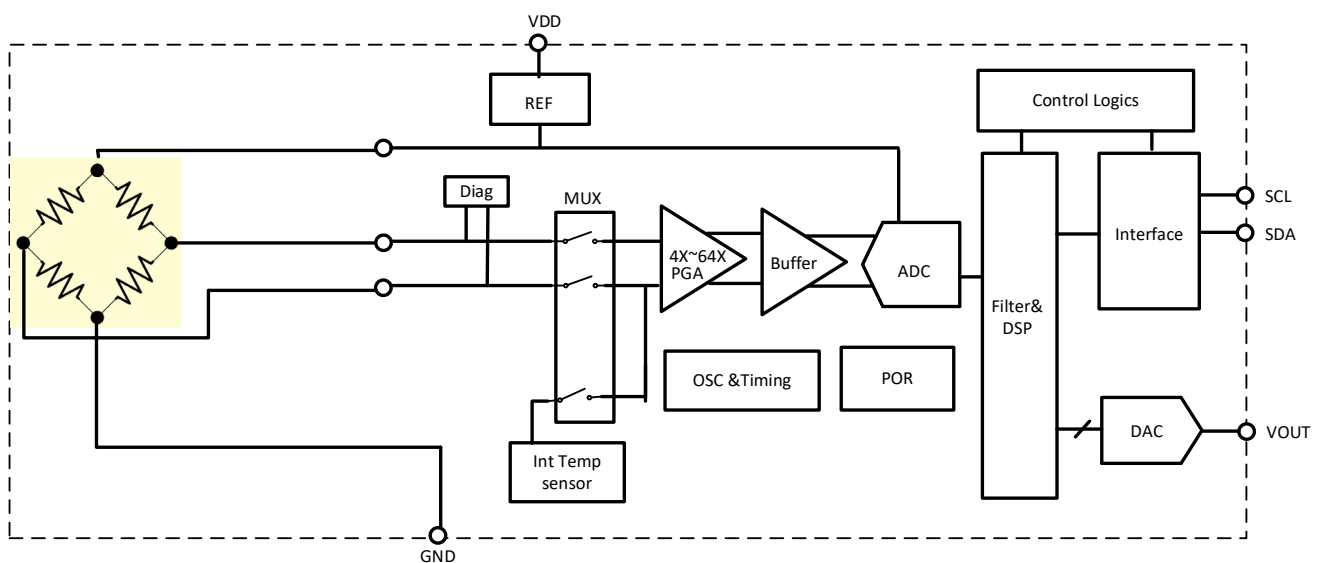 VDD
REF
Control Logics
Diag
MUX
SCL
4X~64X
PGA
Buffer
ADC
Interface
SDA
Filter&
DSP
OSC &Timing
POR
DAC
VOUT
Int Temp
sensor
GND